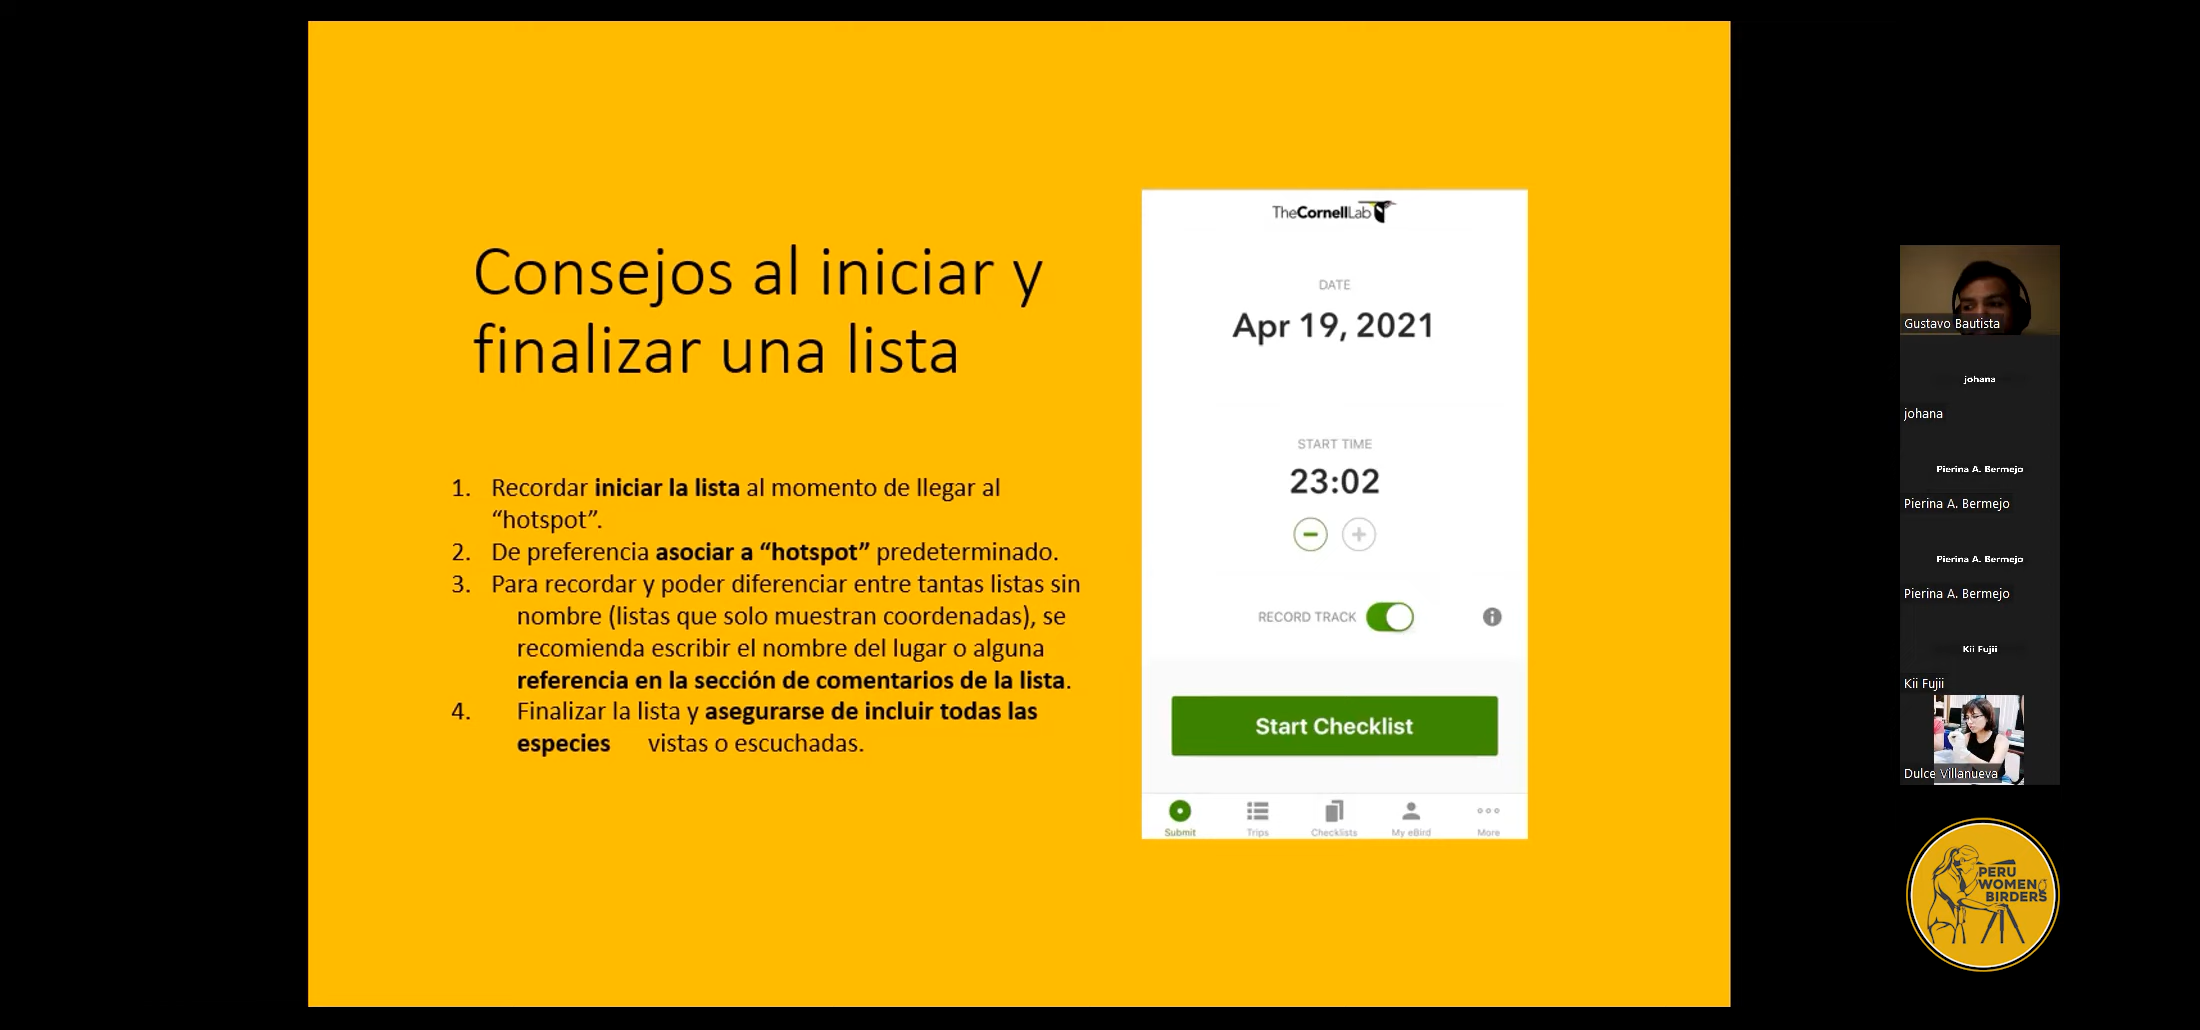 Consejos al iniciar y
finalizar una lista
1. Recordar iniciar la lista al momento de llegar al
“hotspot”.
2. De preferencia asociar a “hotspot” predeterminado.
3. Para recordar y poder diferenciar entre tantas listas sin
nombre (listas que solo muestran coordenadas), se
recomienda escribir el nombre del lugar o alguna
referencia en la sección de comentarios de la lista.
4. Finalizar la lista y asegurarse de incluir todas las
especies vistas o escuchadas.
TheCornellLab
DATE
Apr 19, 2021
START TIME
23:02
RECORD TRACK
Start Checklist
Submit
Trips
Checklists
My eBird
More
Gustavo Bautista
johana
johana
Pierina A. Bermejo
Pierina A. Bermejo
Pierina A. Bermejo
Pierina A. Bermejo
Kii Fujii
Kii Fujii
Dulce Villanueva
PERU
WOMEN
BIRDERS